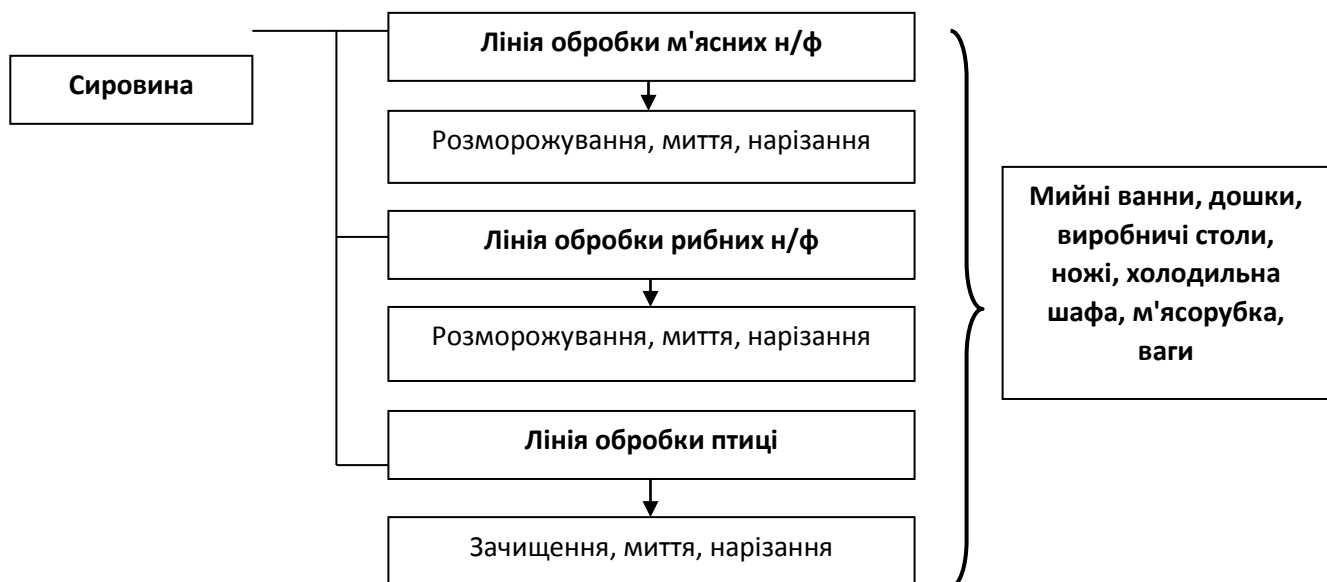 Сировина
Лінія обробки м'ясних н/ф
Розморожування, миття, нарізання
Лінія обробки рибних н/ф
Розморожування, миття, нарізання
Лінія обробки птиці
Зачищення, миття, нарізання
Мийні ванни, дошки,
виробничі столи,
ножі, холодильна
шафа, м'ясорубка,
ваги